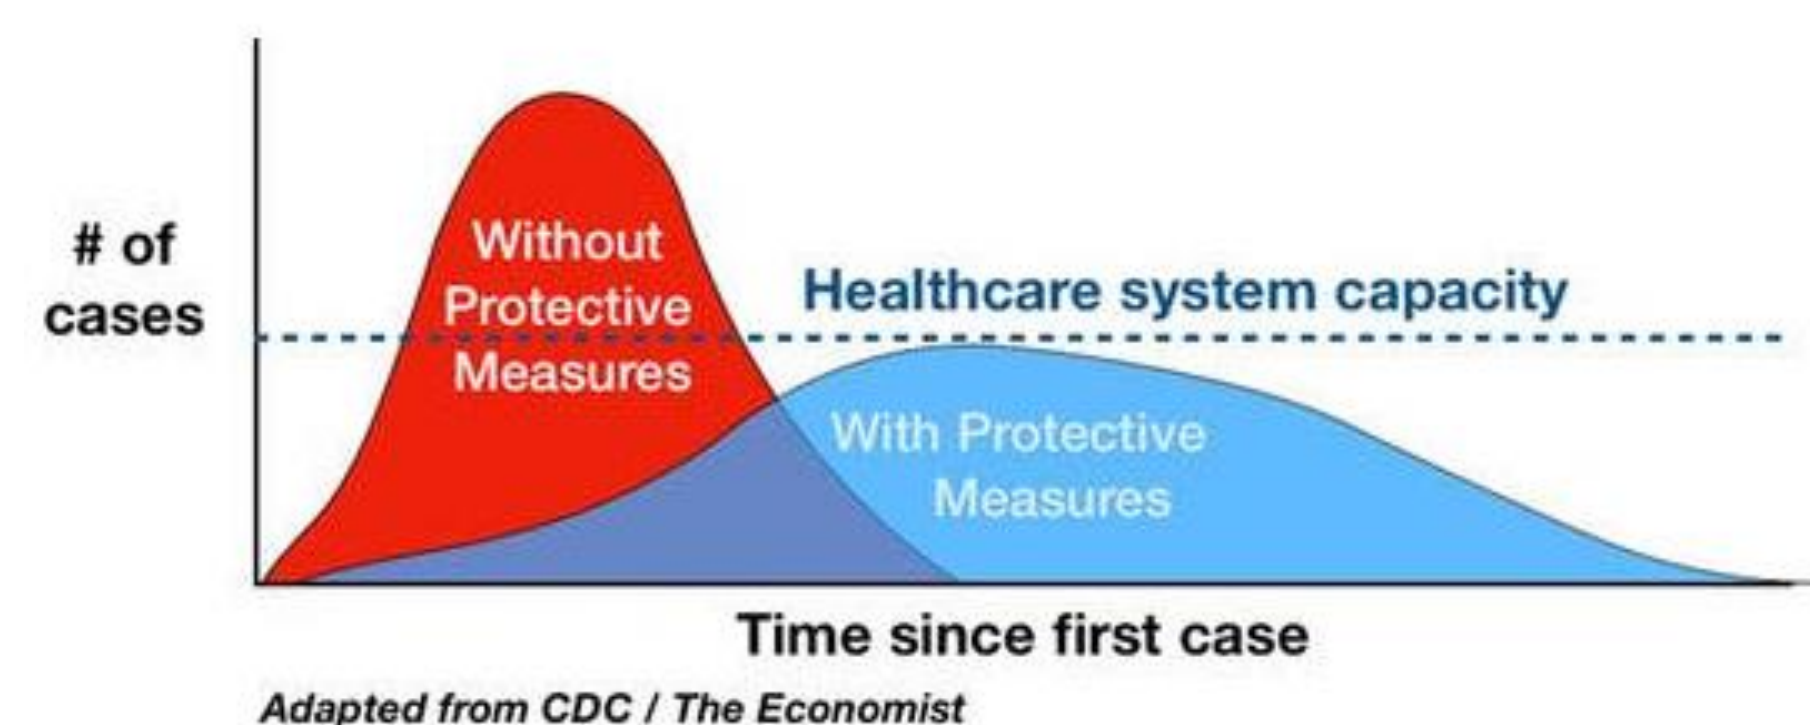 # of
cases
Without
Protective
Measures
Healthcare system capacity
With Protective
Measures
Time since first case
Adapted from CDC / The Economist